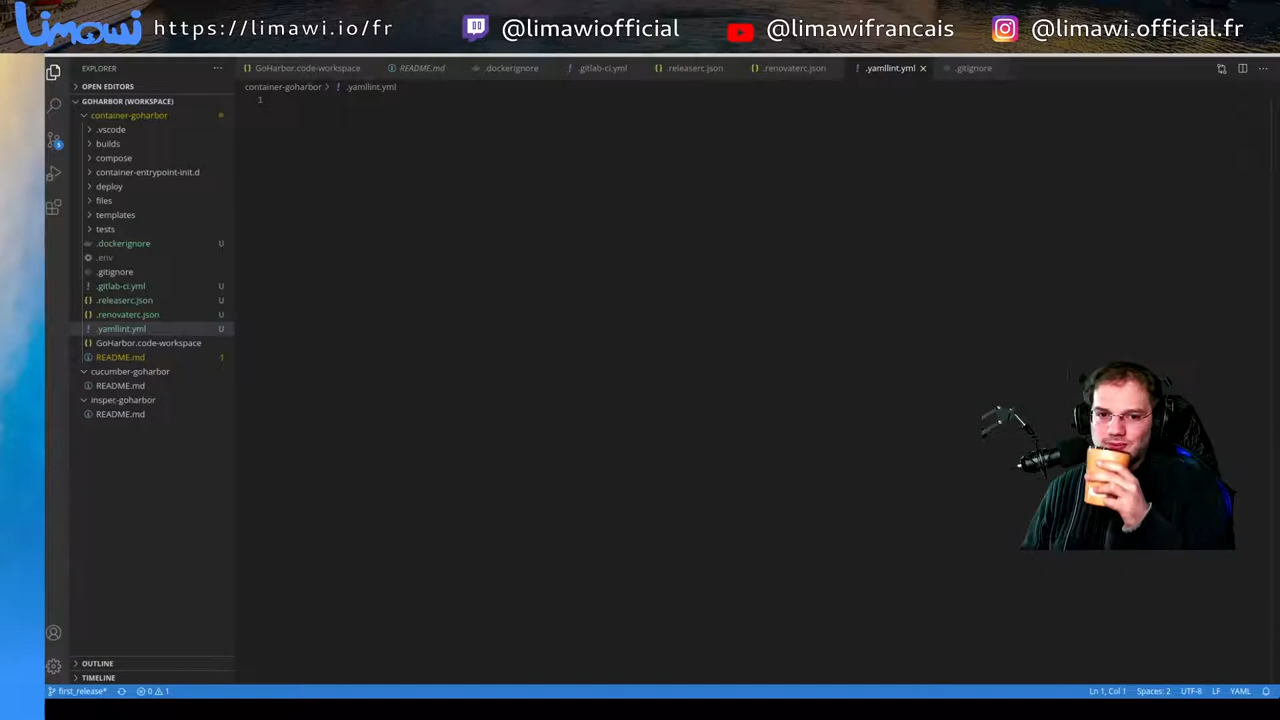 Limawi https://limawi.io/fr @limawiofficial @limawifrancais @limawi.official.fr
EXPLORER
GoHarbor.code-workspace README.md .dockerignore .gitlab-ci.yml .releaserc.json .renovaterc.json .yamllint.yml .gitignore
OPEN EDITORS
container-goharbor .yamllint.yml
GOHARBOR (WORKSPACE)
1
container-goharbor
.vscode
builds
5
compose
container-entrypoint-init.d
deploy
files
templates
tests
.dockerignore U
.env
.gitignore
.gitlab-ci.yml U
.releaserc.json U
.renovaterc.json U
.yamllint.yml U
GoHarbor.code-workspace
README.md 1
cucumber-goharbor
README.md
inspec-goharbor
README.md
OUTLINE
TIMELINE
first_release* 0 1 Ln 1, Col 1 Spaces: 2 UTF-8 LF YAML